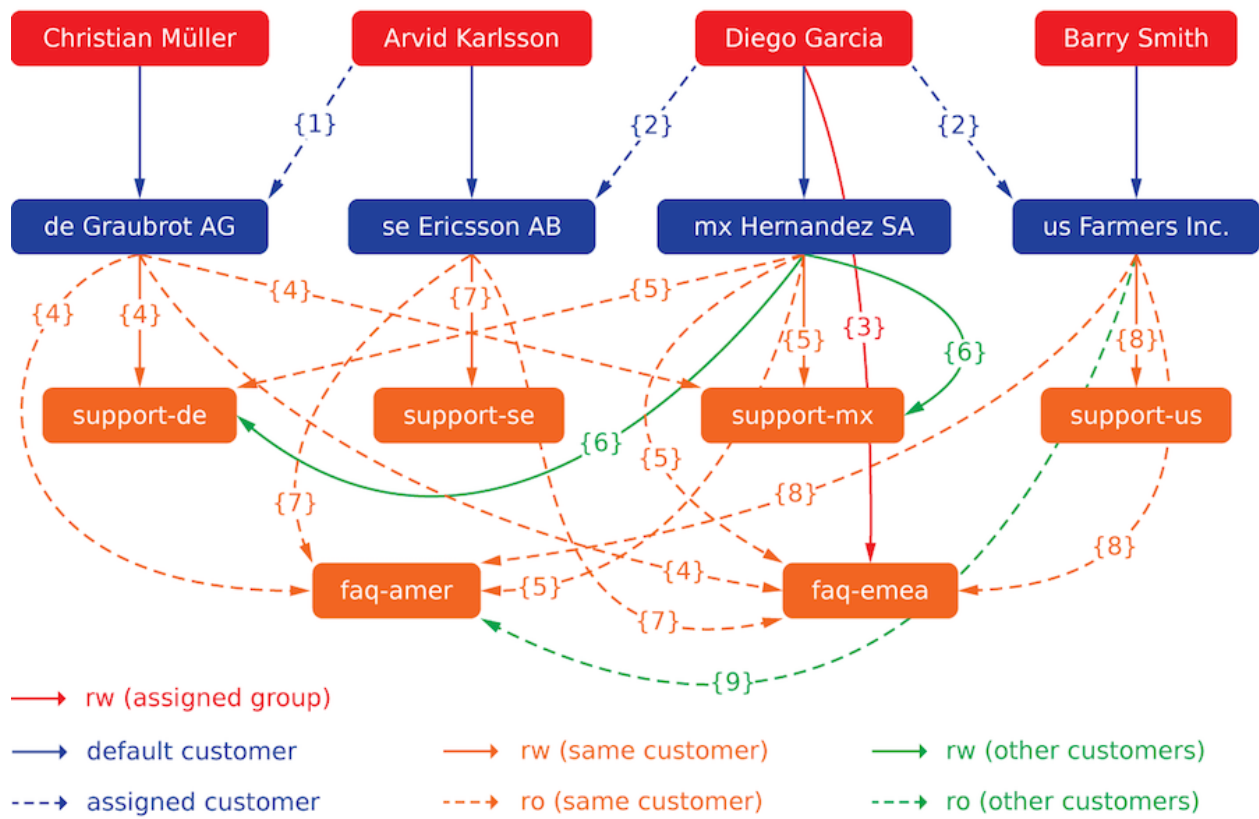 Christian Müller
Arvid Karlsson
Diego Garcia
Barry Smith
{1}
{2}
{2}
de Graubrot AG
se Ericsson AB
mx Hernandez SA
us Farmers Inc.
{4}
{4}
{4}
{7}
{5}
{3}
{5}
{6}
{8}
support-de
support-se
support-mx
support-us
{6}
{5}
{7}
{8}
{8}
faq-amer
{5}
{4}
faq-emea
{7}
{9}
rw (assigned group)
default customer
rw (same customer)
rw (other customers)
assigned customer
ro (same customer)
ro (other customers)